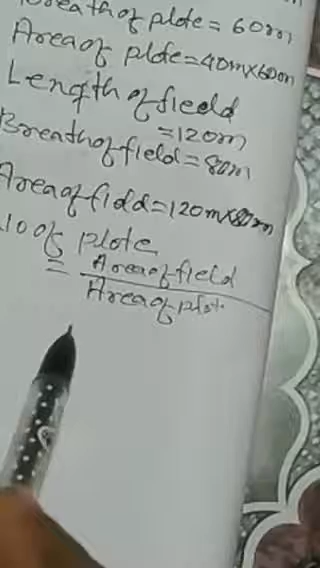 Breath of plote = 60m
Area of plote = 40m×60m
Length of field
= 120m
Breath of field = 80m
Area of field = 120m×80m
no of plote
= Area of field
Area of plot